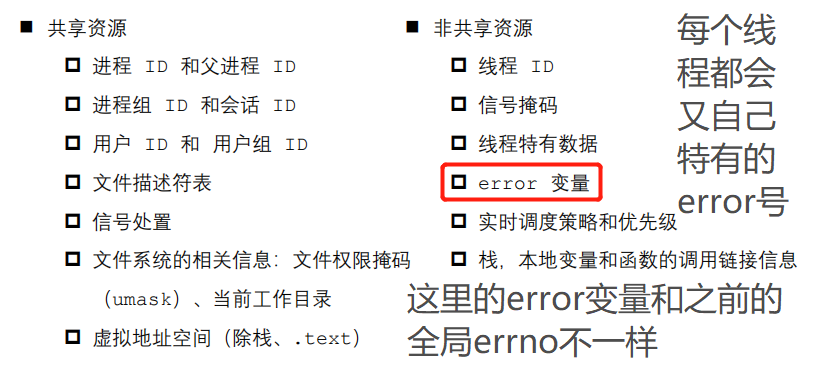 共享资源
进程 ID 和父进程 ID
进程组 ID 和会话 ID
用户 ID 和 用户组 ID
文件描述符表
信号处置
文件系统的相关信息：文件权限掩码
（umask）、当前工作目录
虚拟地址空间（除栈、.text）
非共享资源
线程 ID
信号掩码
线程特有数据
error 变量
实时调度策略和优先级
栈，本地变量和函数的调用链接信息
每个线
程都会
又自己
特有的
error号
这里的error变量和之前的
全局errno不一样